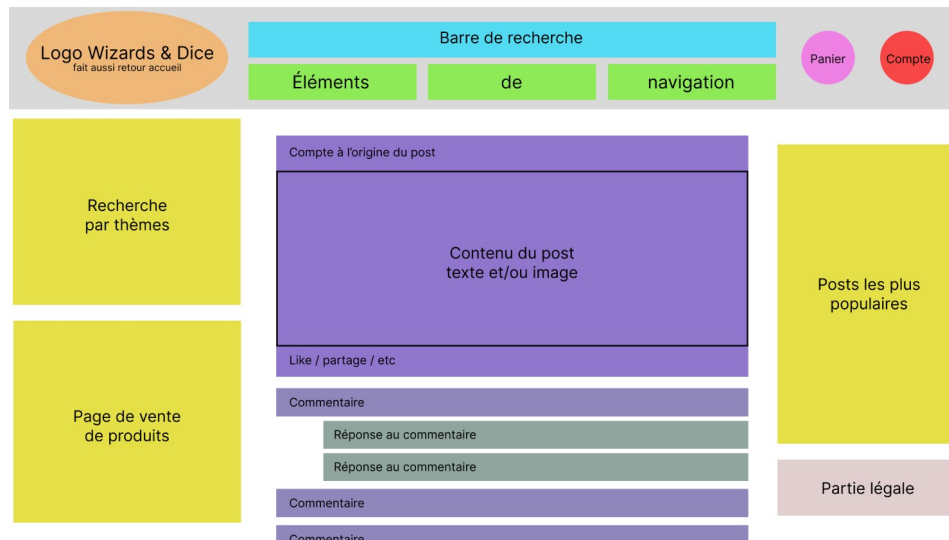 Logo Wizards & Dice
fait aussi retour accueil
Barre de recherche
Éléments
de
navigation
Panier
Compte
Recherche
par thèmes
Page de vente
de produits
Compte à l'origine du post
Contenu du post
texte et/ou image
Like / partage / etc
Commentaire
Réponse au commentaire
Réponse au commentaire
Commentaire
Commentaire
Posts les plus
populaires
Partie légale